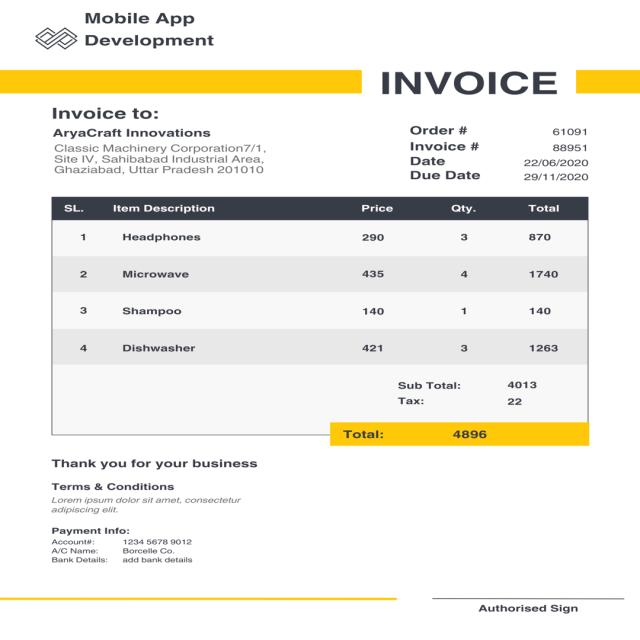 Mobile App
Development
INVOICE
Invoice to:
AryaCraft Innovations
Classic Machinery Corporation7/1,
Site IV, Sahibabad Industrial Area,
Ghaziabad, Uttar Pradesh 201010
Order # 61091
Invoice # 88951
Date 22/06/2020
Due Date 29/11/2020
SL. Item Description Price Qty. Total
1 Headphones 290 3 870
2 Microwave 435 4 1740
3 Shampoo 140 1 140
4 Dishwasher 421 3 1263
Sub Total: 4013
Tax: 22
Total: 4896
Thank you for your business
Terms & Conditions
Lorem ipsum dolor sit amet, consectetur
adipiscing elit.
Payment Info:
Account#: 1234 5678 9012
A/C Name: Borcelle Co.
Bank Details: add bank details
Authorised Sign